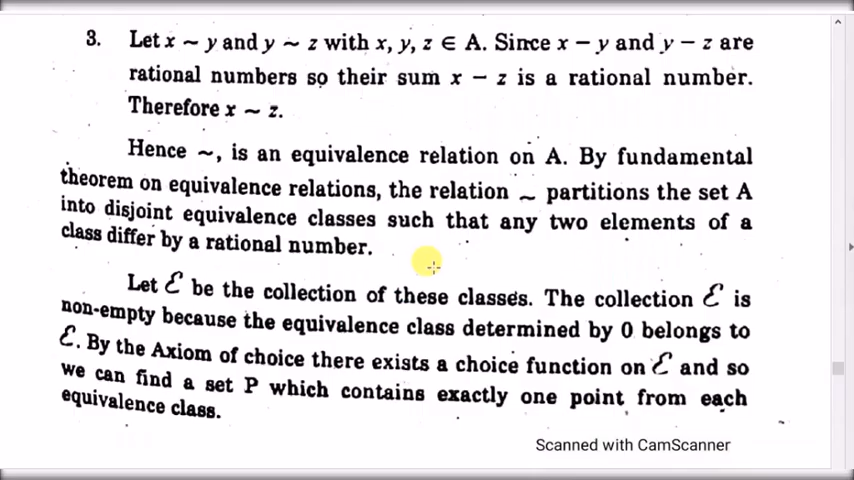 3. Let x ~ y and y ~ z with x, y, z ∈ A. Since x − y and y − z are
rational numbers so their sum x − z is a rational number.
Therefore x ~ z.
Hence ~, is an equivalence relation on A. By fundamental
theorem on equivalence relations, the relation ~ partitions the set A
into disjoint equivalence classes such that any two elements of a
class differ by a rational number.
Let ℰ be the collection of these classes. The collection ℰ is
non-empty because the equivalence class determined by 0 belongs to
ℰ. By the Axiom of choice there exists a choice function on ℰ and so
we can find a set P which contains exactly one point from each
equivalence class.
Scanned with CamScanner